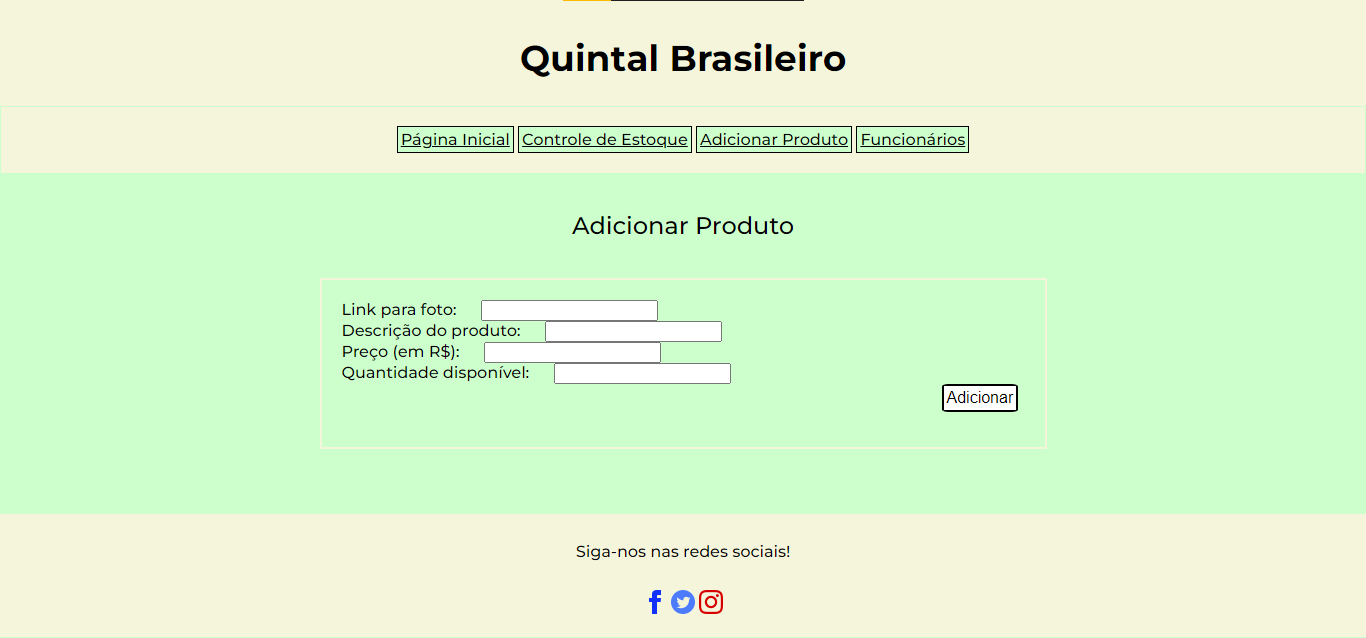 Quintal Brasileiro
Página Inicial Controle de Estoque Adicionar Produto Funcionários
Adicionar Produto
Link para foto:
Descrição do produto:
Preço (em R$):
Quantidade disponível:
Adicionar
Siga-nos nas redes sociais!